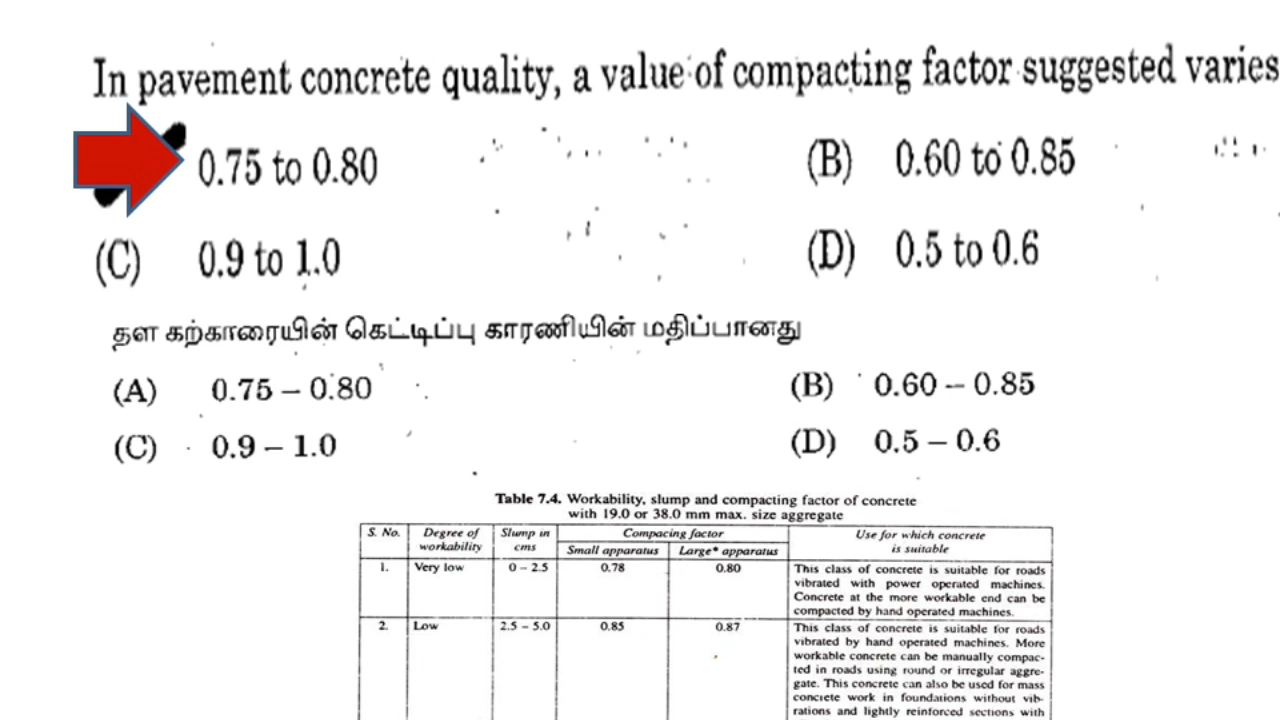 In pavement concrete quality, a value of compacting factor suggested varies
0.75 to 0.80 (B) 0.60 to 0.85
(C) 0.9 to 1.0 (D) 0.5 to 0.6
தள கற்காரையின் கெட்டிப்பு காரணியின் மதிப்பானது
(A) 0.75 – 0.80 (B) 0.60 – 0.85
(C) 0.9 – 1.0 (D) 0.5 – 0.6
Table 7.4. Workability, slump and compacting factor of concrete
with 19.0 or 38.0 mm max. size aggregate
S. No. Degree of workability Slump in cms Compacing factor Use for which concrete is suitable
Small apparatus Large* apparatus
1. Very low 0 – 2.5 0.78 0.80 This class of concrete is suitable for roads
vibrated with power operated machines.
Concrete at the more workable end can be
compacted by hand operated machines.
2. Low 2.5 – 5.0 0.85 0.87 This class of concrete is suitable for roads
vibrated by hand operated machines. More
workable concrete can be manually compac-
ted in roads using round or irregular aggre-
gate. This concrete can also be used for mass
concrete work in foundations without vib-
rations and lightly reinforced sections with